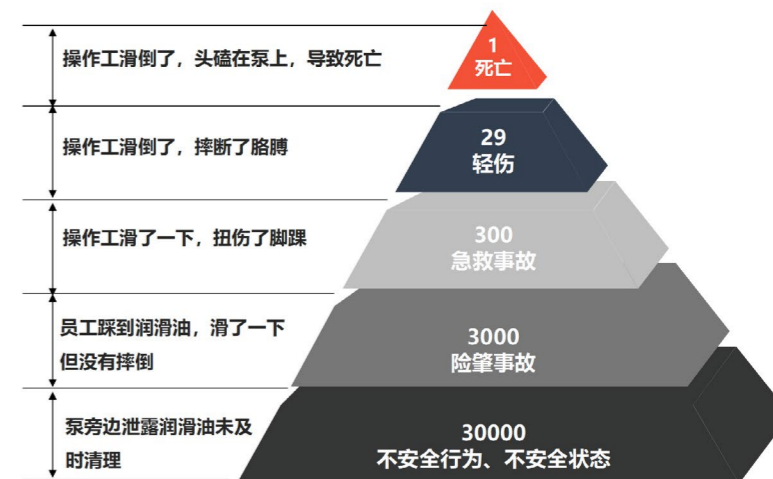 1
死亡
操作工滑倒了，头磕在泵上，导致死亡
29
轻伤
操作工滑倒了，摔断了胳膊
300
急救事故
操作工滑了一下，扭伤了脚踝
3000
险肇事故
员工踩到润滑油，滑了一下
但没有摔倒
30000
不安全行为、不安全状态
泵旁边泄露润滑油未及
时清理